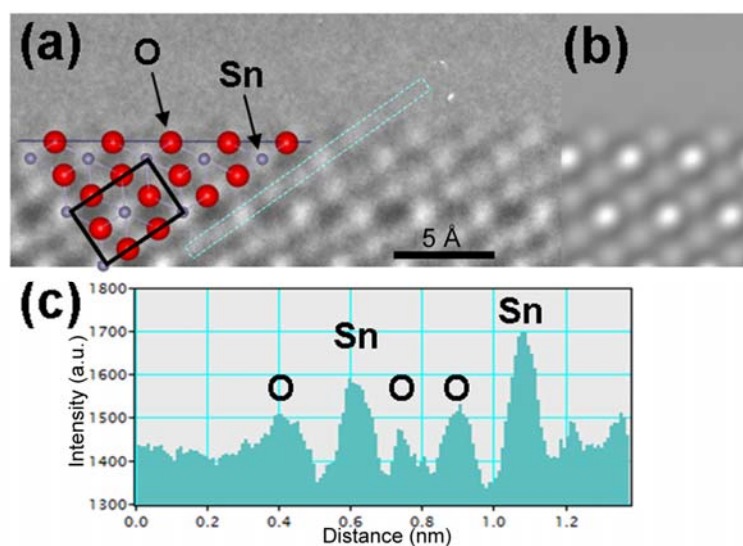 (a)
O
Sn
5 Å
(b)
(c)
1800
1700
1600
1500
1400
1300
Intensity (a.u.)
O
Sn
O
O
Sn
0.0
0.2
0.4
0.6
0.8
1.0
1.2
Distance (nm)